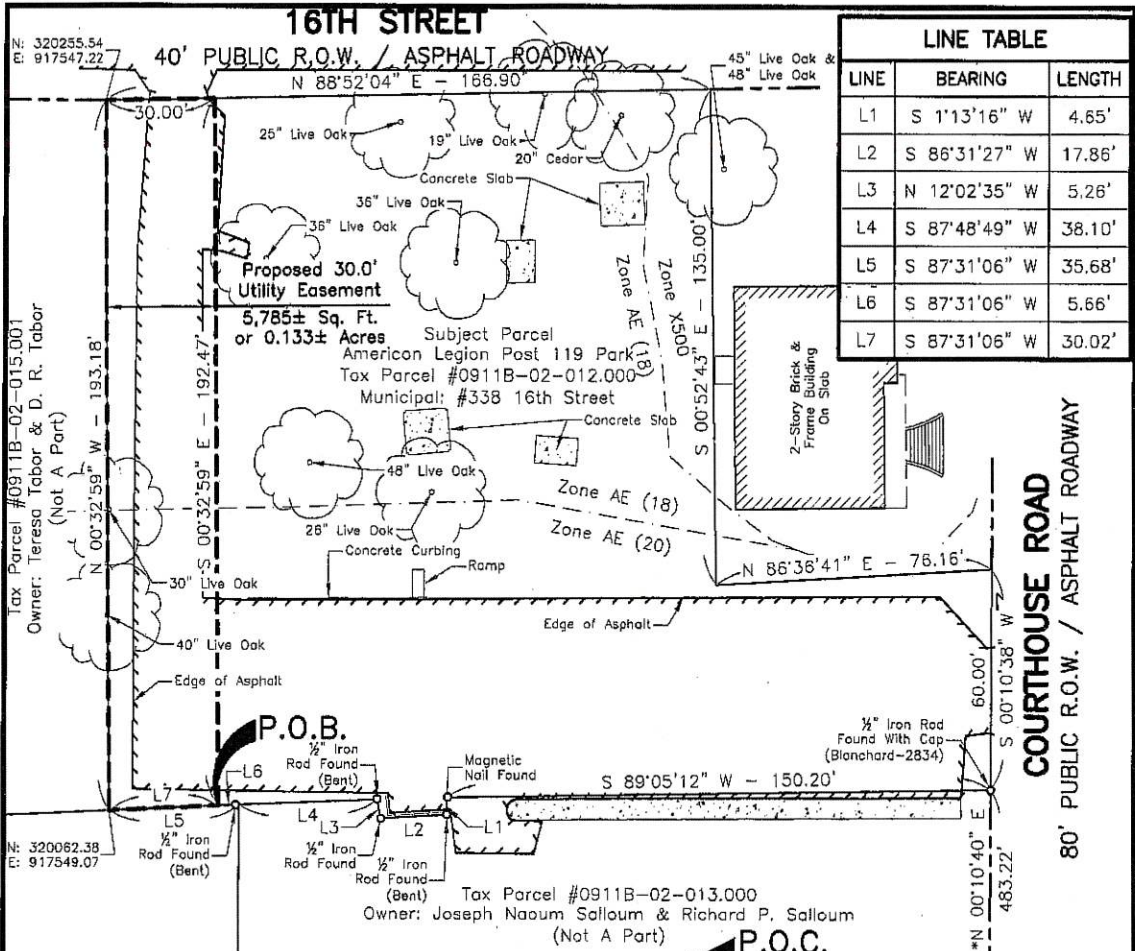 16TH STREET
40' PUBLIC R.O.W. / ASPHALT ROADWAY
N: 320255.54
E: 917547.22
N 88°52'04" E - 166.90'
45" Live Oak &
48" Live Oak
LINE TABLE
LINE BEARING LENGTH
L1 S 1°13'16" W 4.65'
L2 S 86°31'27" W 17.86'
L3 N 12°02'35" W 5.26'
L4 S 87°48'49" W 38.10'
L5 S 87°31'06" W 35.68'
L6 S 87°31'06" W 5.66'
L7 S 87°31'06" W 30.02'
30.00'
25" Live Oak
19" Live Oak
20" Cedar
Concrete Slab
36" Live Oak
36" Live Oak
Proposed 30.0'
Utility Easement
5,785± Sq. Ft.
or 0.133± Acres
Subject Parcel
American Legion Post 119 Park
Tax Parcel #0911B-02-012.000
Municipal: #338 16th Street
Zone AE (18)
Zone X500
S 00°52'43" E - 135.00'
2-Story Brick &
Frame Building
On Slab
Tax Parcel #0911B-02-015.001
Owner: Teresa Tabor & D. R. Tabor
(Not A Part)
N 00°32'59" W - 193.18'
S 00°32'59" E - 192.47'
Concrete Slab
48" Live Oak
26" Live Oak
Zone AE (18)
Zone AE (20)
Concrete Curbing
Ramp
N 86°36'41" E - 76.16'
30" Live Oak
40" Live Oak
Edge of Asphalt
Edge of Asphalt
COURTHOUSE ROAD
80' PUBLIC R.O.W. / ASPHALT ROADWAY
60.00'
S 00°10'38" W
P.O.B.
½" Iron
Rod Found
(Bent)
Magnetic
Nail Found
½" Iron Rod
Found With Cap
(Blanchard-2834)
S 89°05'12" W - 150.20'
L7
L6
L5
L4
L3
L2
L1
N: 320062.38
E: 917549.07
½" Iron
Rod Found
(Bent)
½" Iron
Rod Found
½" Iron
Rod Found
(Bent)
Tax Parcel #0911B-02-013.000
Owner: Joseph Naoum Salloum & Richard P. Salloum
(Not A Part)
*N 00°10'40" E
483.22'
P.O.C.